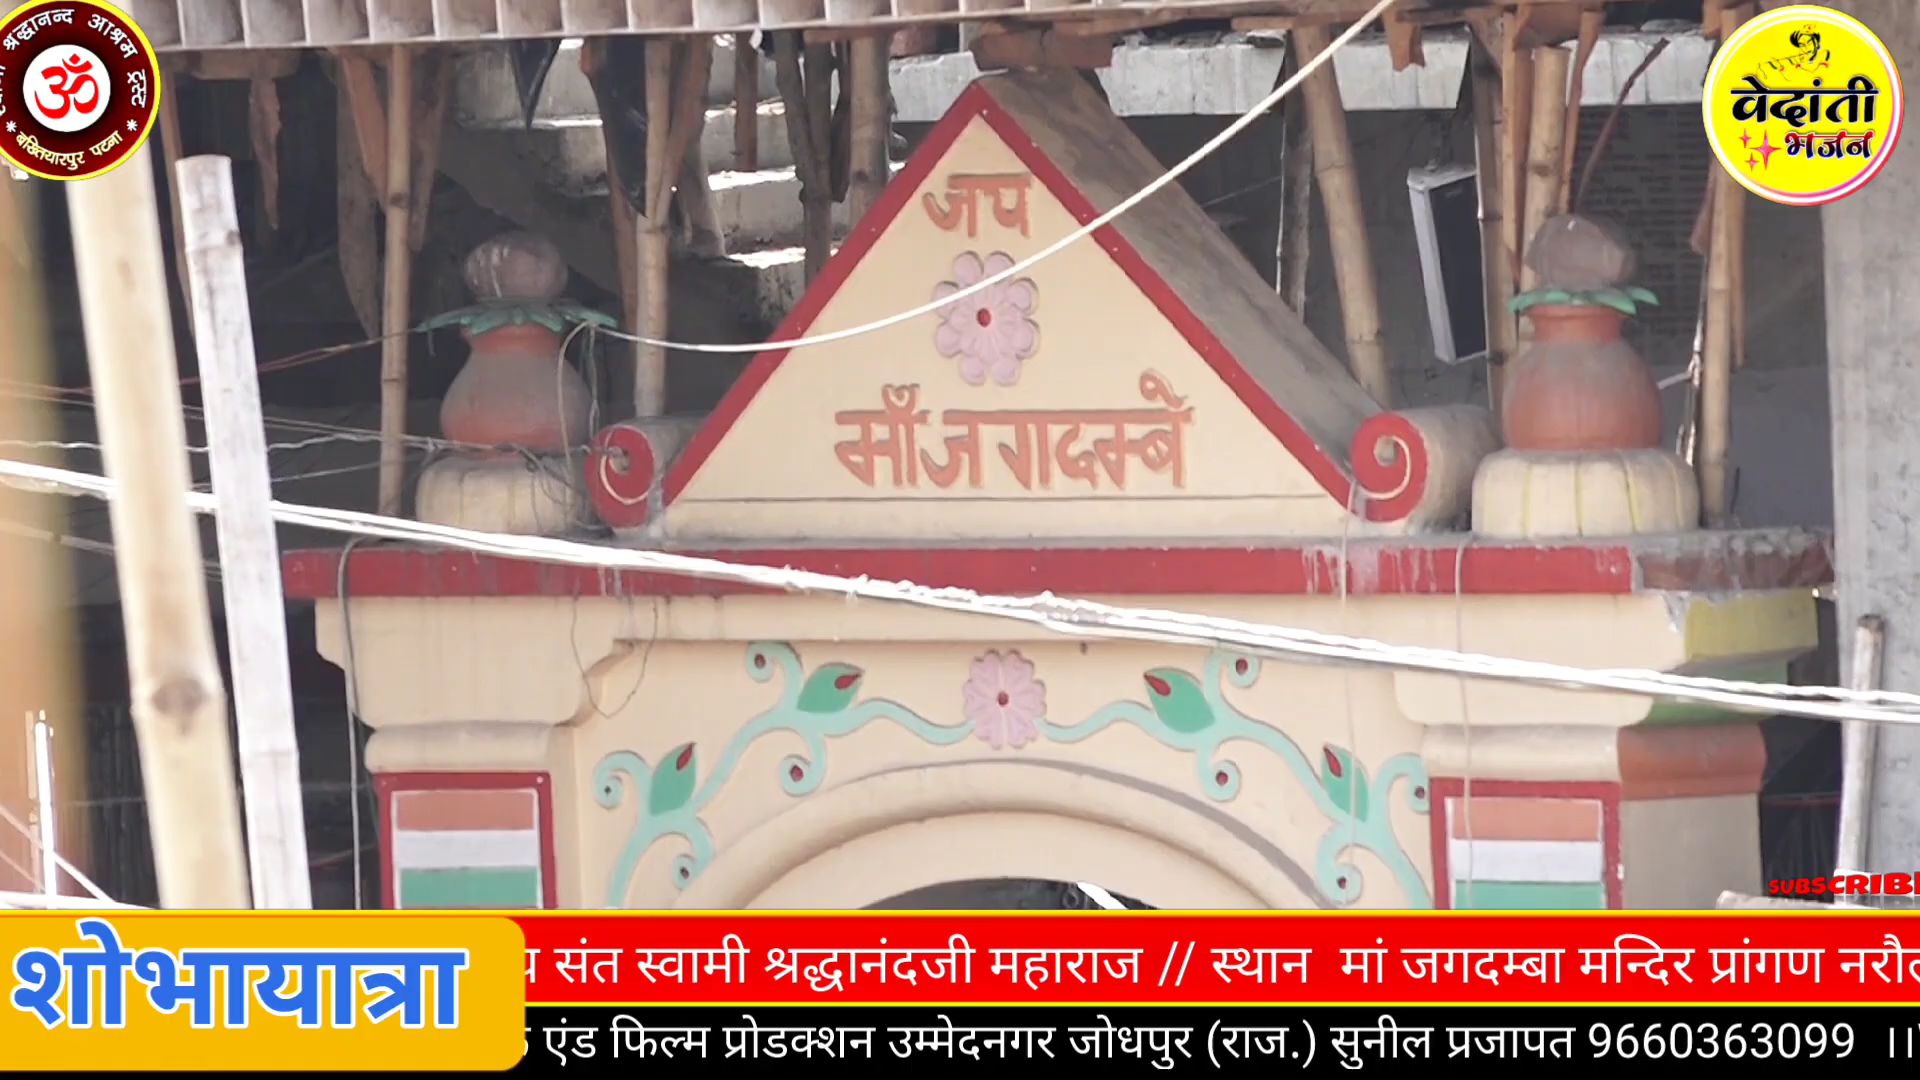 श्रद्धानन्द आश्रम ट्रस्ट
बख्तियारपुर पटना
वेदांती
भजन
जय
माँ जगदम्बे
SUBSCRIB
शोभायात्रा
संत स्वामी श्रद्धानंदजी महाराज // स्थान मां जगदम्बा मन्दिर प्रांगण
एंड फिल्म प्रोडक्शन उम्मेदनगर जोधपुर (राज.) सुनील प्रजापत 9660363099 ।।